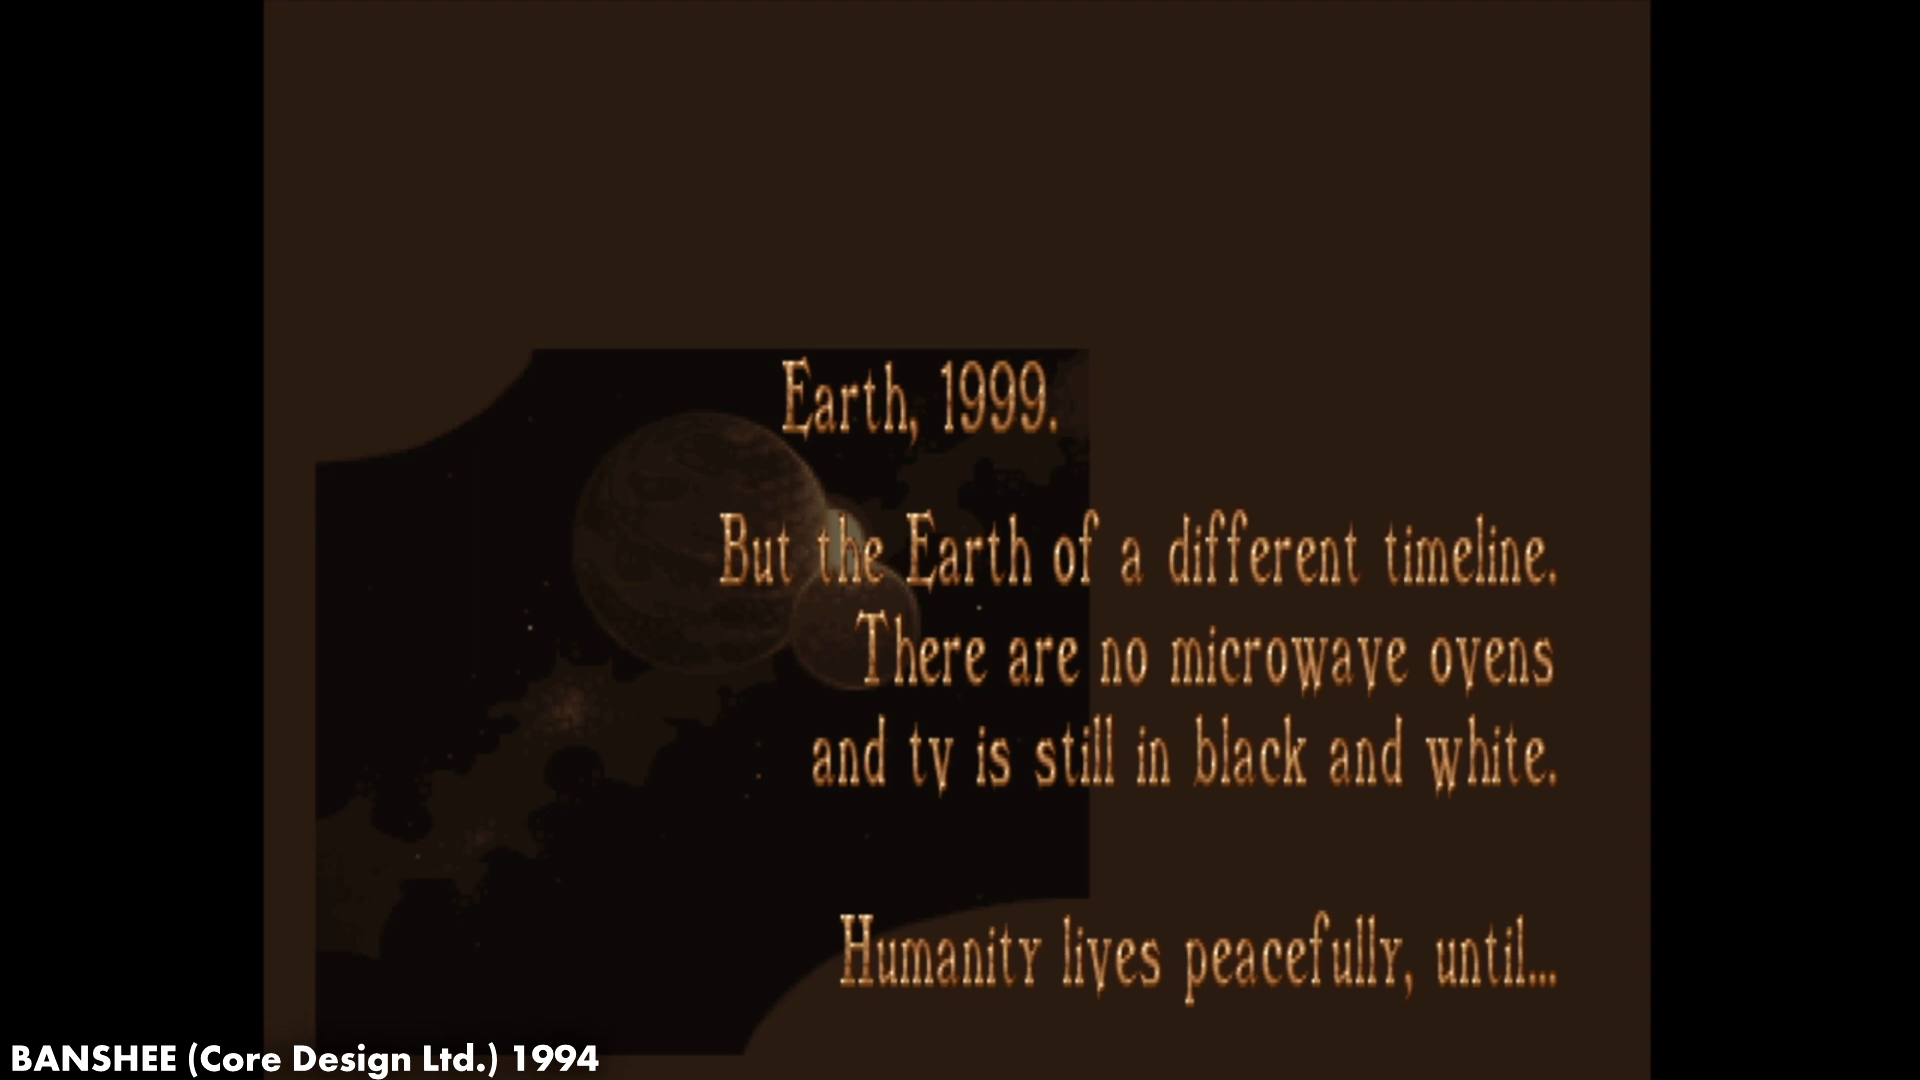 Earth, 1999.
But the Earth of a different timeline.
There are no microwave ovens
and tv is still in black and white.
Humanity lives peacefully, until...
BANSHEE (Core Design Ltd.) 1994